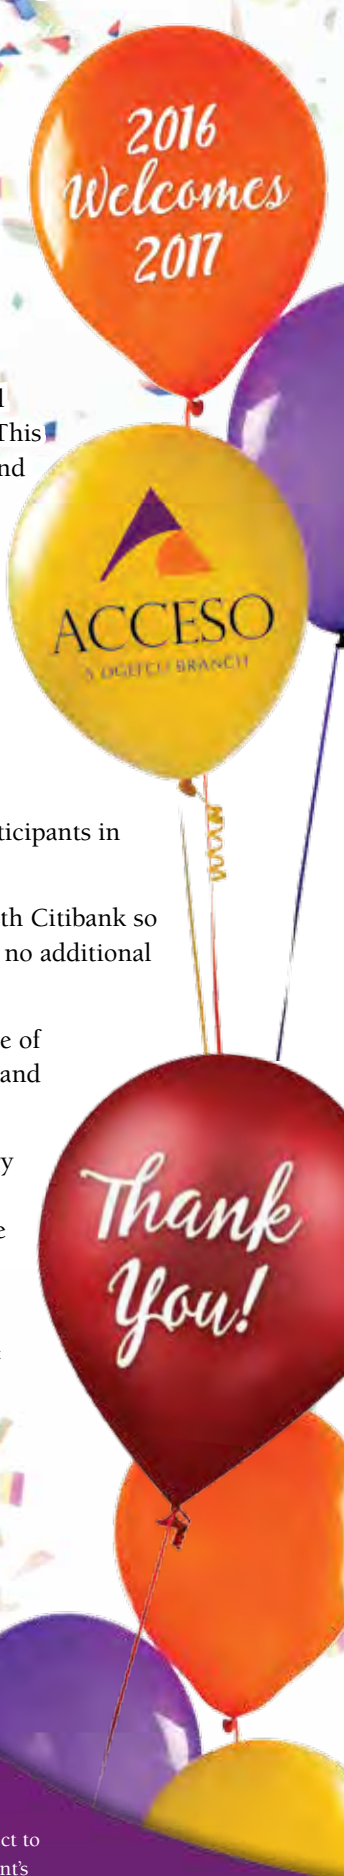 2016
Welcomes
2017
This
nd
ACCESO
A OGEFCU BRANCH
ticipants in
th Citibank so
no additional
e of
and
y
e
Thank
You!
ct to
nt's